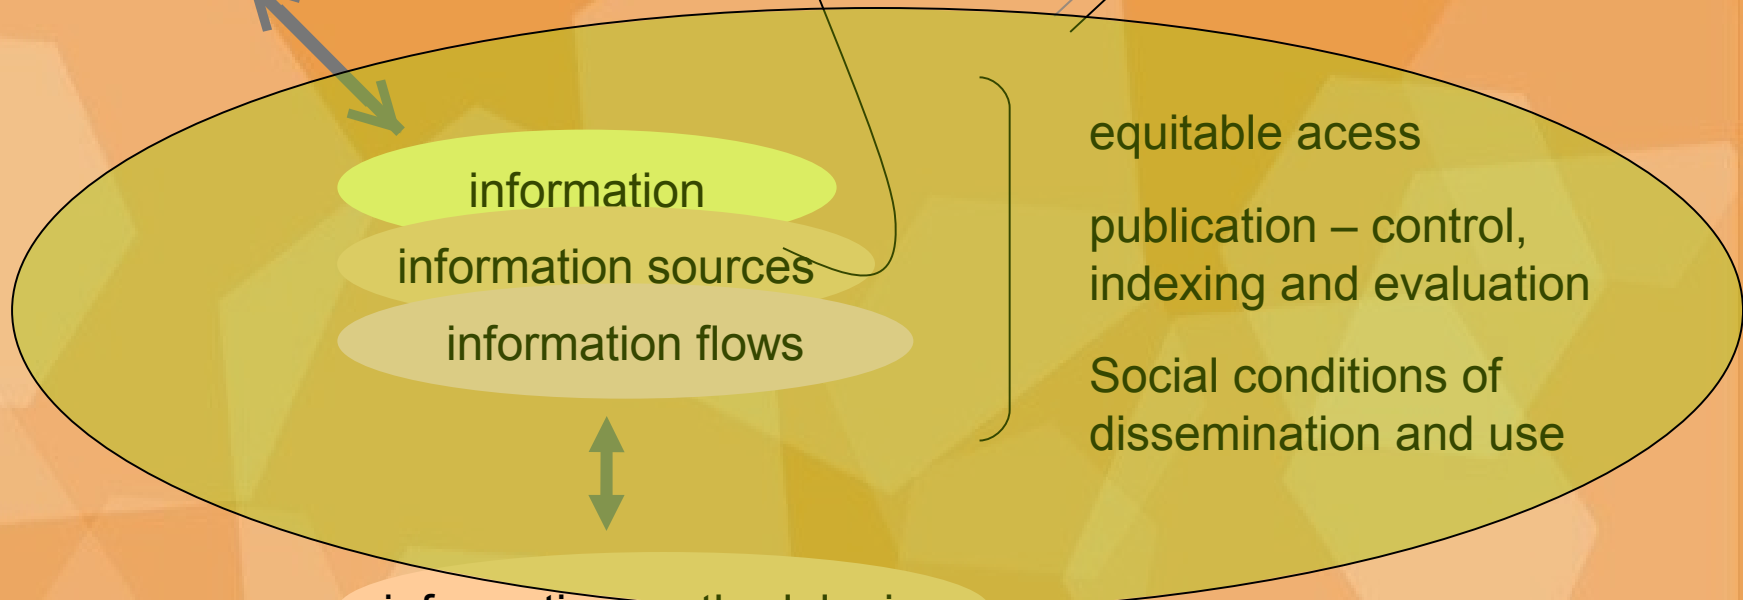 information
information sources
information flows
equitable acess
publication – control,
indexing and evaluation
Social conditions of
dissemination and use